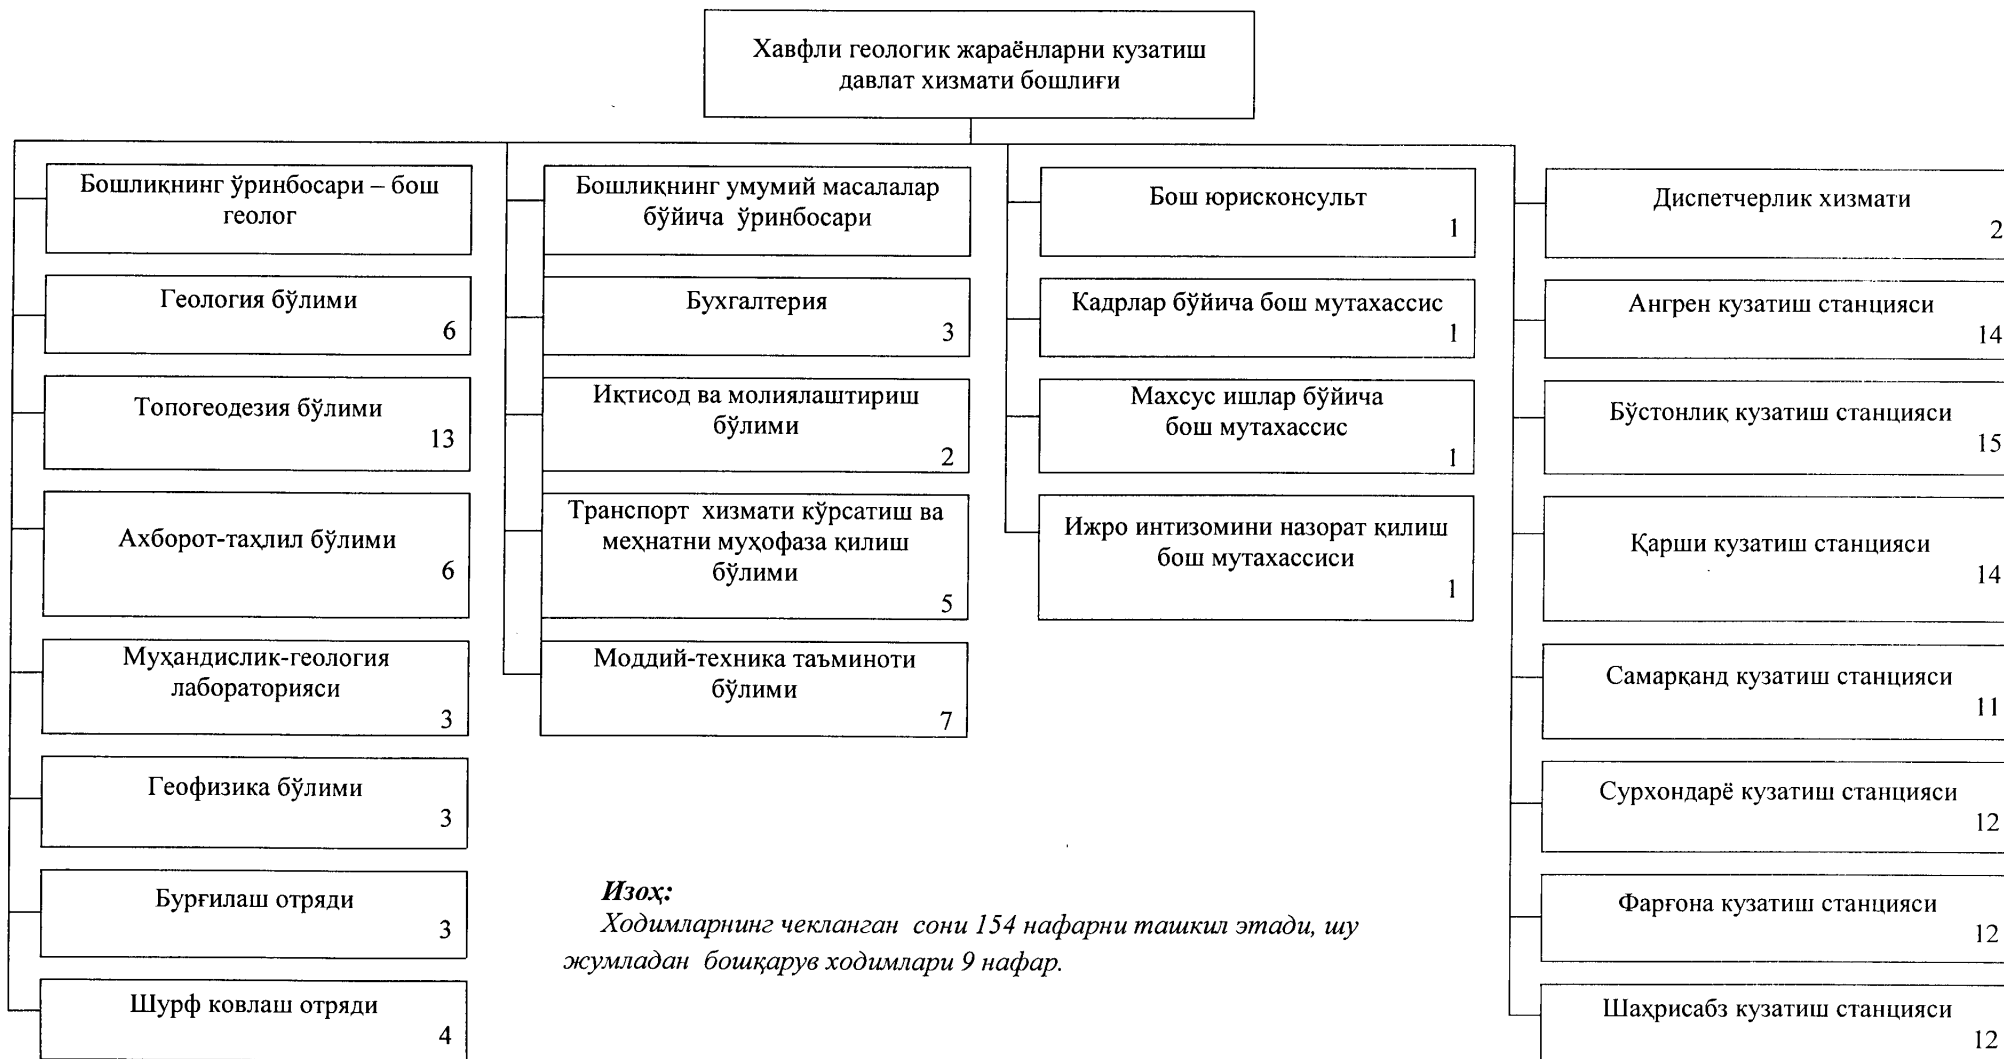 Хавфли геологик жараёнларни кузатиш
давлат хизмати бошлиғи
Бошлиқнинг ўринбосари – бош
геолог
Геология бўлими
6
Топогеодезия бўлими
13
Ахборот-таҳлил бўлими
6
Муҳандислик-геология
лабораторияси
3
Геофизика бўлими
3
Бурғилаш отряди
3
Шурф ковлаш отряди
4
Бошлиқнинг умумий масалалар
бўйича ўринбосари
Бухгалтерия
3
Иқтисод ва молиялаштириш
бўлими
2
Транспорт хизмати кўрсатиш ва
меҳнатни муҳофаза қилиш
бўлими
5
Моддий-техника таъминоти
бўлими
7
Бош юрисконсульт
1
Кадрлар бўйича бош мутахассис
1
Махсус ишлар бўйича
бош мутахассис
1
Ижро интизомини назорат қилиш
бош мутахассиси
1
Диспетчерлик хизмати
2
Ангрен кузатиш станцияси
14
Бўстонлиқ кузатиш станцияси
15
Қарши кузатиш станцияси
14
Самарқанд кузатиш станцияси
11
Сурхондарё кузатиш станцияси
12
Фарғона кузатиш станцияси
12
Шаҳрисабз кузатиш станцияси
12
Изоҳ:
Ходимларнинг чекланган сони 154 нафарни ташкил этади, шу
жумладан бошқарув ходимлари 9 нафар.